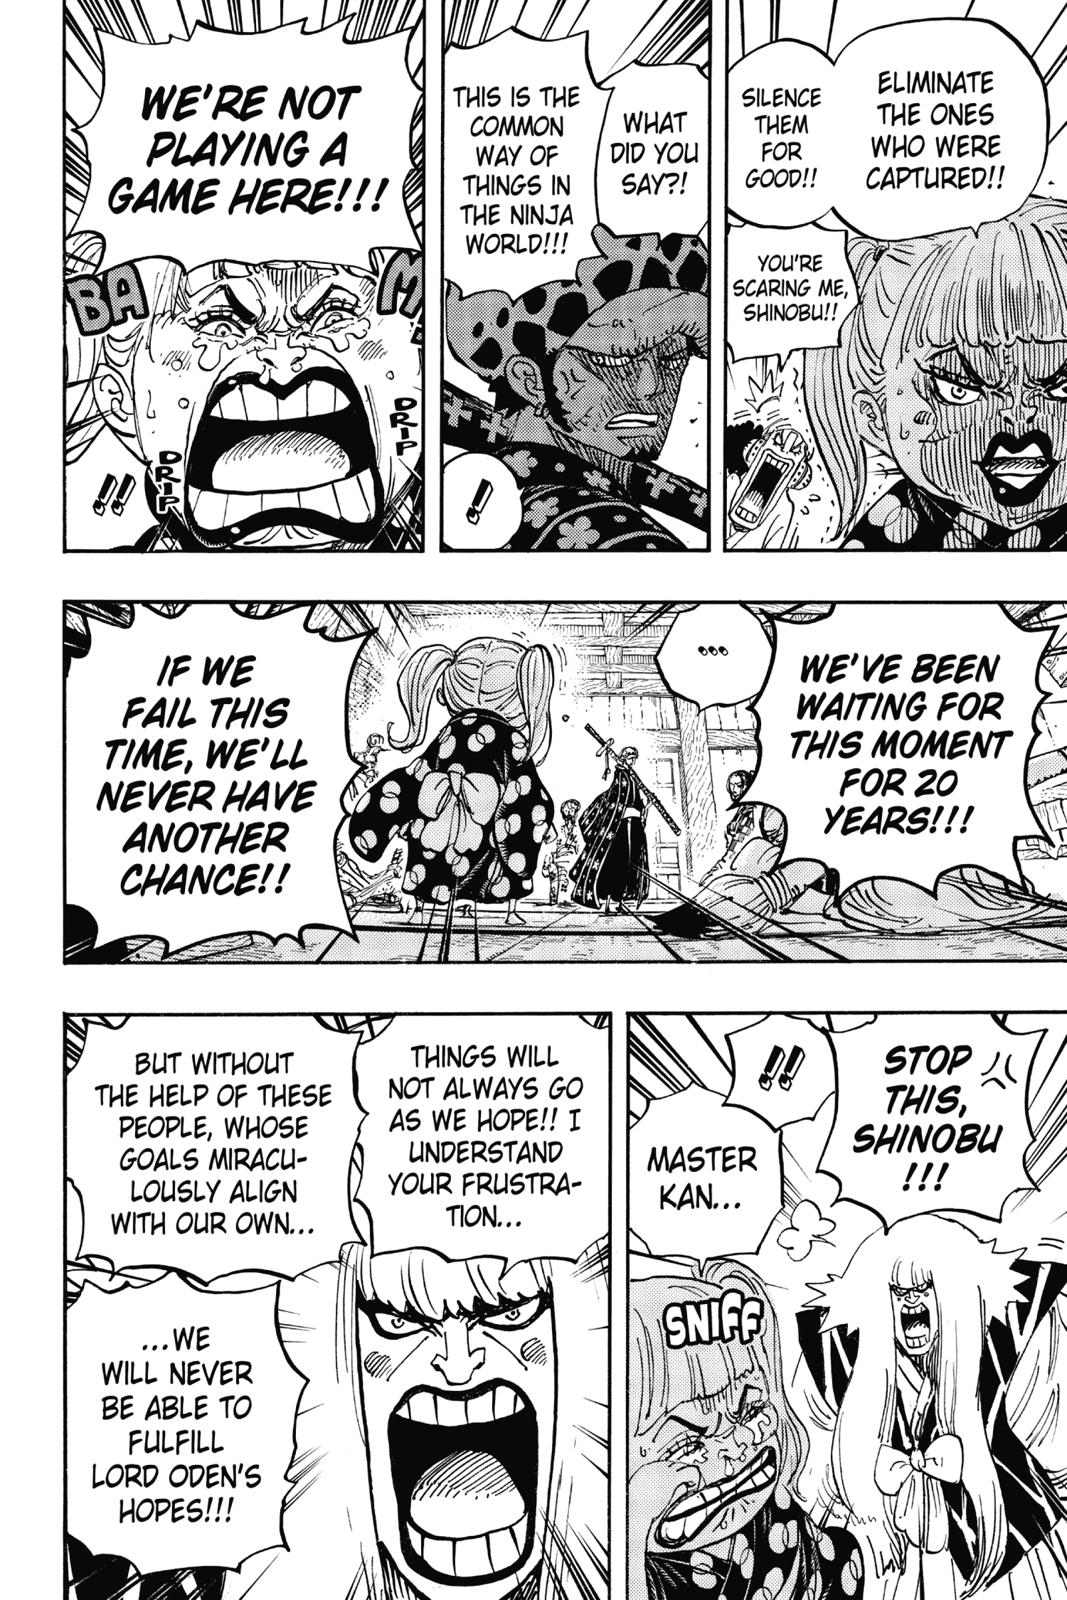 ELIMINATE
THE ONES
WHO WERE
CAPTURED!!
SILENCE
THEM
FOR
GOOD!!
YOU'RE
SCARING ME,
SHINOBU!!
WHAT
DID YOU
SAY?!
THIS IS THE
COMMON
WAY OF
THINGS IN
THE NINJA
WORLD!!!
!
WE'RE NOT
PLAYING A
GAME HERE!!!
BA
M
DRIP
DRIP
!!
WE'VE BEEN
WAITING FOR
THIS MOMENT
FOR 20
YEARS!!!
...
IF WE
FAIL THIS
TIME, WE'LL
NEVER HAVE
ANOTHER
CHANCE!!
STOP
THIS,
SHINOBU
!!!
!!
MASTER
KAN...
SNIFF
THINGS WILL
NOT ALWAYS GO
AS WE HOPE!! I
UNDERSTAND
YOUR FRUSTRA-
TION...
BUT WITHOUT
THE HELP OF THESE
PEOPLE, WHOSE
GOALS MIRACU-
LOUSLY ALIGN
WITH OUR OWN...
...WE
WILL NEVER
BE ABLE TO
FULFILL
LORD ODEN'S
HOPES!!!